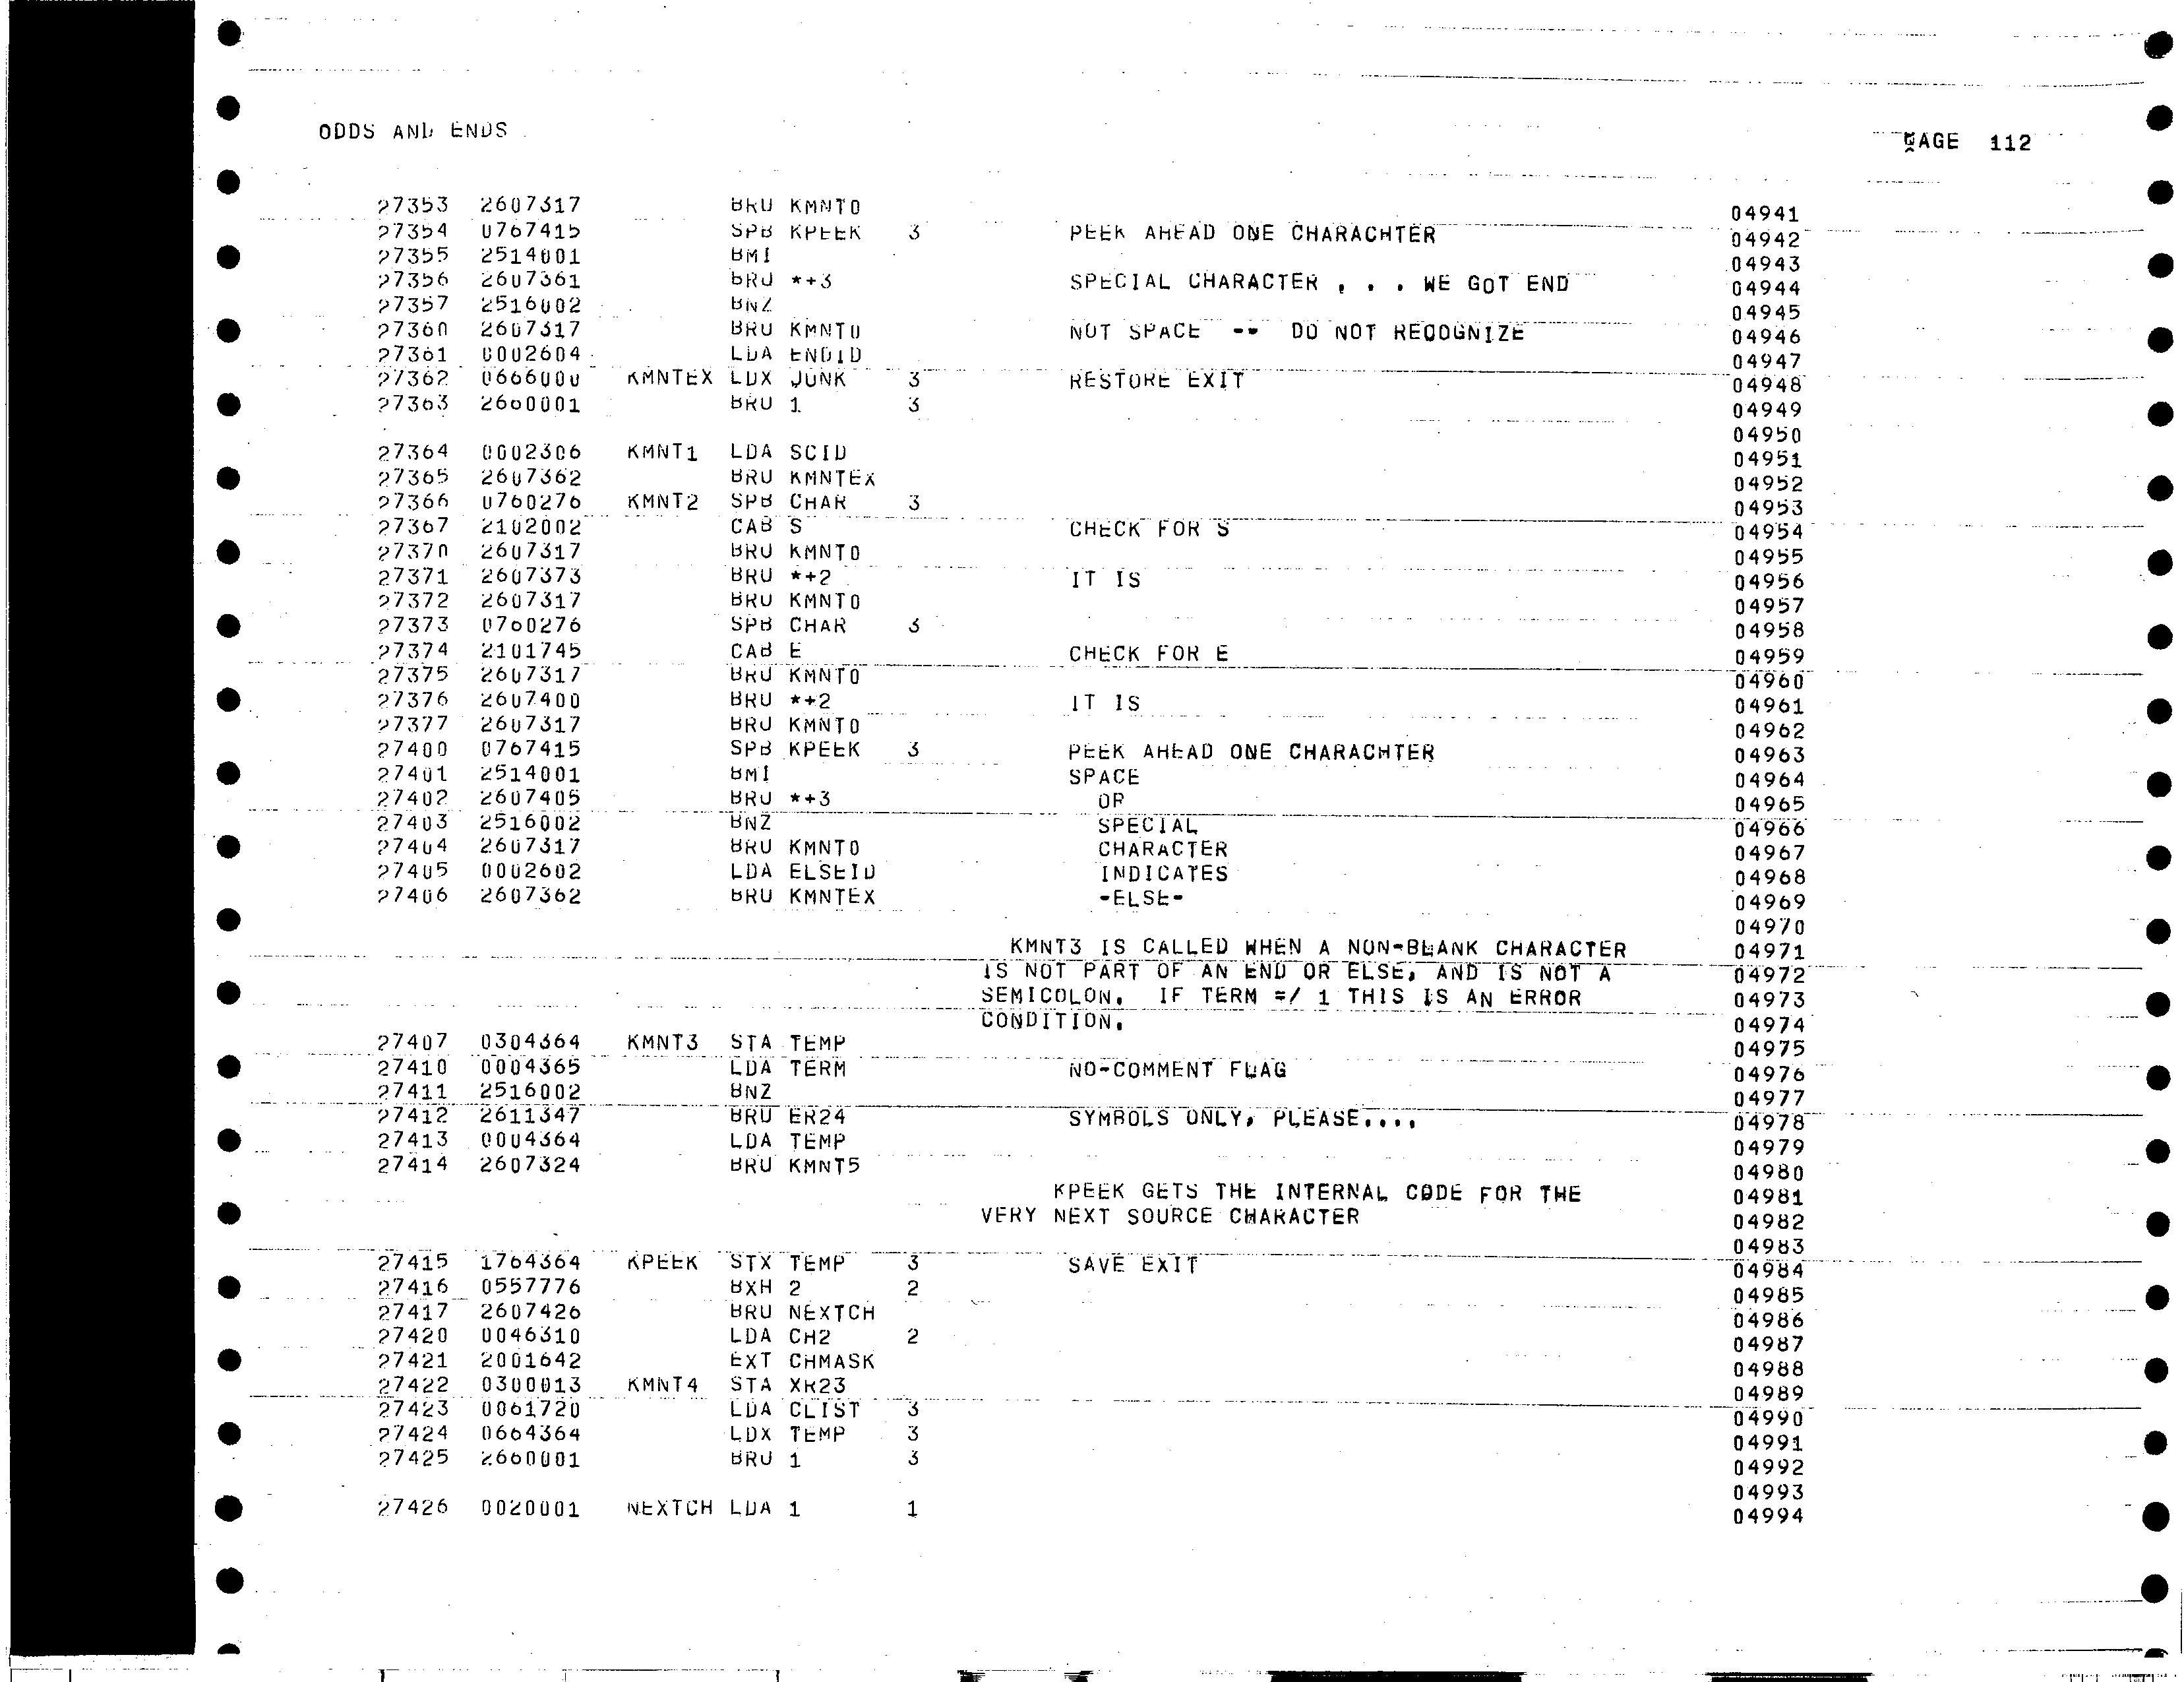 ODDS AND ENDS
PAGE 112
27353 2607317 BRU KMNT0 04941
27354 0767415 SPB KPEEK 3 PEEK AHEAD ONE CHARACHTER 04942
27355 2514001 BMI 04943
27356 2607361 BRU *+3 SPECIAL CHARACTER , . . WE GOT END 04944
27357 2516002 BNZ 04945
27360 2607317 BRU KMNT0 NOT SPACE -- DO NOT RECOGNIZE 04946
27361 0002604 LDA ENDID 04947
27362 0666000 KMNTEX LDX JUNK 3 RESTORE EXIT 04948
27363 2660001 BRU 1 3 04949
04950
27364 0002306 KMNT1 LDA SCID 04951
27365 2607362 BRU KMNTEX 04952
27366 0760276 KMNT2 SPB CHAR 3 04953
27367 2102002 CAB S CHECK FOR S 04954
27370 2607317 BRU KMNT0 04955
27371 2607373 BRU *+2 IT IS 04956
27372 2607317 BRU KMNT0 04957
27373 0760276 SPB CHAR 3 04958
27374 2101745 CAB E CHECK FOR E 04959
27375 2607317 BRU KMNT0 04960
27376 2607400 BRU *+2 IT IS 04961
27377 2607317 BRU KMNT0 04962
27400 0767415 SPB KPEEK 3 PEEK AHEAD ONE CHARACHTER 04963
27401 2514001 BMI SPACE 04964
27402 2607405 BRU *+3 OR 04965
27403 2516002 BNZ SPECIAL 04966
27404 2607317 BRU KMNT0 CHARACTER 04967
27405 0002602 LDA ELSEID INDICATES 04968
27406 2607362 BRU KMNTEX -ELSE- 04969
04970
KMNT3 IS CALLED WHEN A NON-BLANK CHARACTER 04971
IS NOT PART OF AN END OR ELSE, AND IS NOT A 04972
SEMICOLON. IF TERM =/ 1 THIS IS AN ERROR 04973
CONDITION. 04974
27407 0304364 KMNT3 STA TEMP 04975
27410 0004365 LDA TERM NO-COMMENT FLAG 04976
27411 2516002 BNZ 04977
27412 2611347 BRU ER24 SYMBOLS ONLY, PLEASE.... 04978
27413 0004364 LDA TEMP 04979
27414 2607324 BRU KMNT5 04980
KPEEK GETS THE INTERNAL CODE FOR THE 04981
VERY NEXT SOURCE CHARACTER 04982
04983
27415 1764364 KPEEK STX TEMP 3 SAVE EXIT 04984
27416 0557776 BXH 2 2 04985
27417 2607426 BRU NEXTCH 04986
27420 0046310 LDA CH2 2 04987
27421 2001642 EXT CHMASK 04988
27422 0300013 KMNT4 STA XR23 04989
27423 0061720 LDA CLIST 3 04990
27424 0664364 LDX TEMP 3 04991
27425 2660001 BRU 1 3 04992
04993
27426 0020001 NEXTCH LDA 1 1 04994